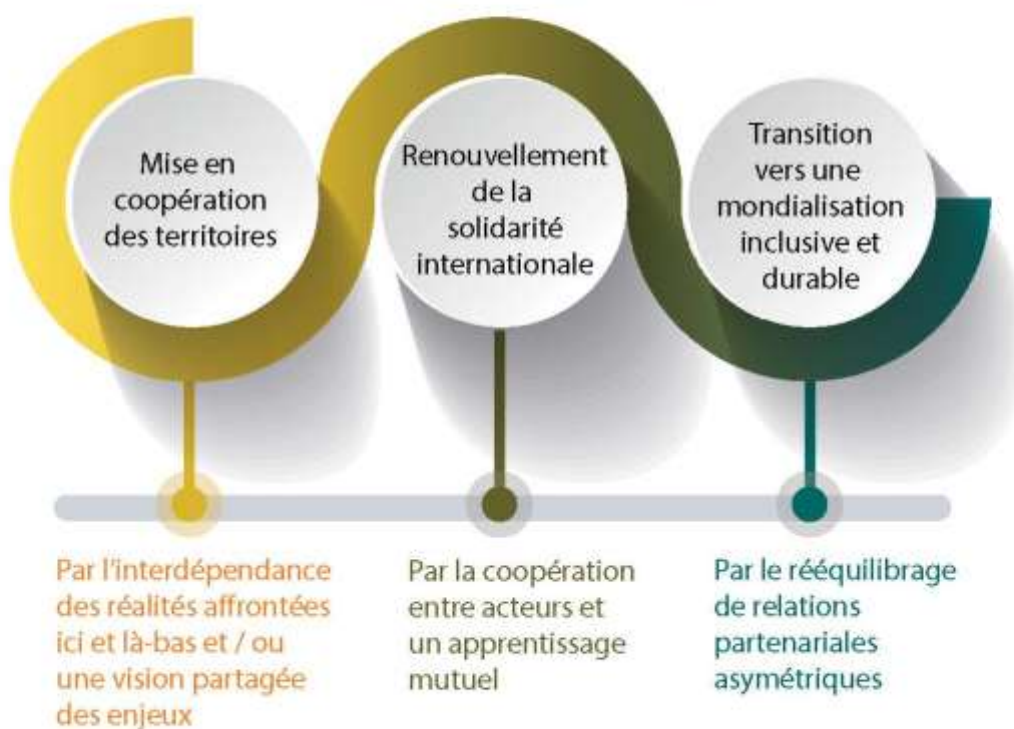 Mise en
coopération
des territoires
Renouvellement
de la
solidarité
internationale
Transition
vers une
mondialisation
inclusive et
durable
Par l'interdépendance
des réalités affrontées
ici et là-bas et / ou
une vision partagée
des enjeux
Par la coopération
entre acteurs et
un apprentissage
mutuel
Par le rééquilibrage
de relations
partenariales
asymétriques